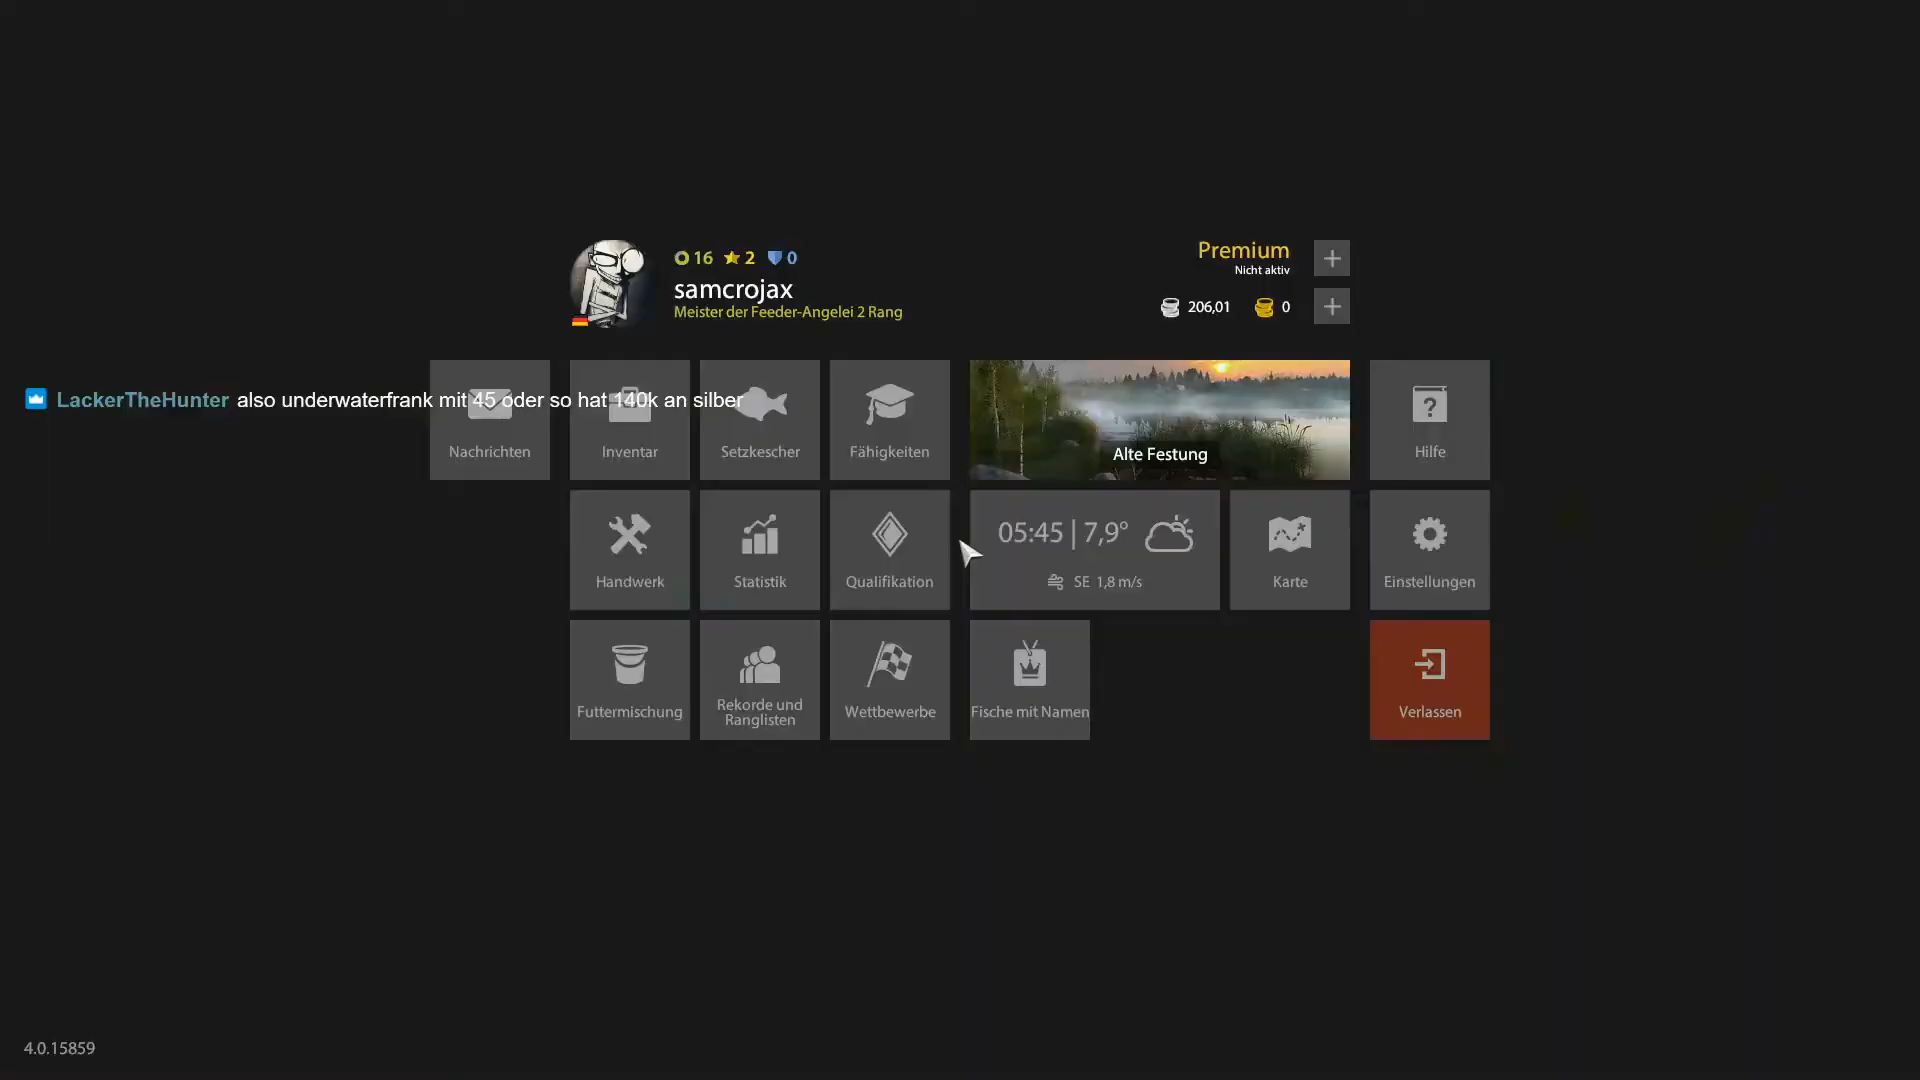 16 2 0
samcrojax
Meister der Feeder-Angelei 2 Rang
Premium
Nicht aktiv
206,01 0
LackerTheHunter also underwaterfrank mit 45 oder so hat 140k an silber
Nachrichten
Inventar
Setzkescher
Fähigkeiten
Alte Festung
Hilfe
Handwerk
Statistik
Qualifikation
05:45 | 7,9°
SE 1,8 m/s
Karte
Einstellungen
Futtermischung
Rekorde und
Ranglisten
Wettbewerbe
Fische mit Namen
Verlassen
4.0.15859